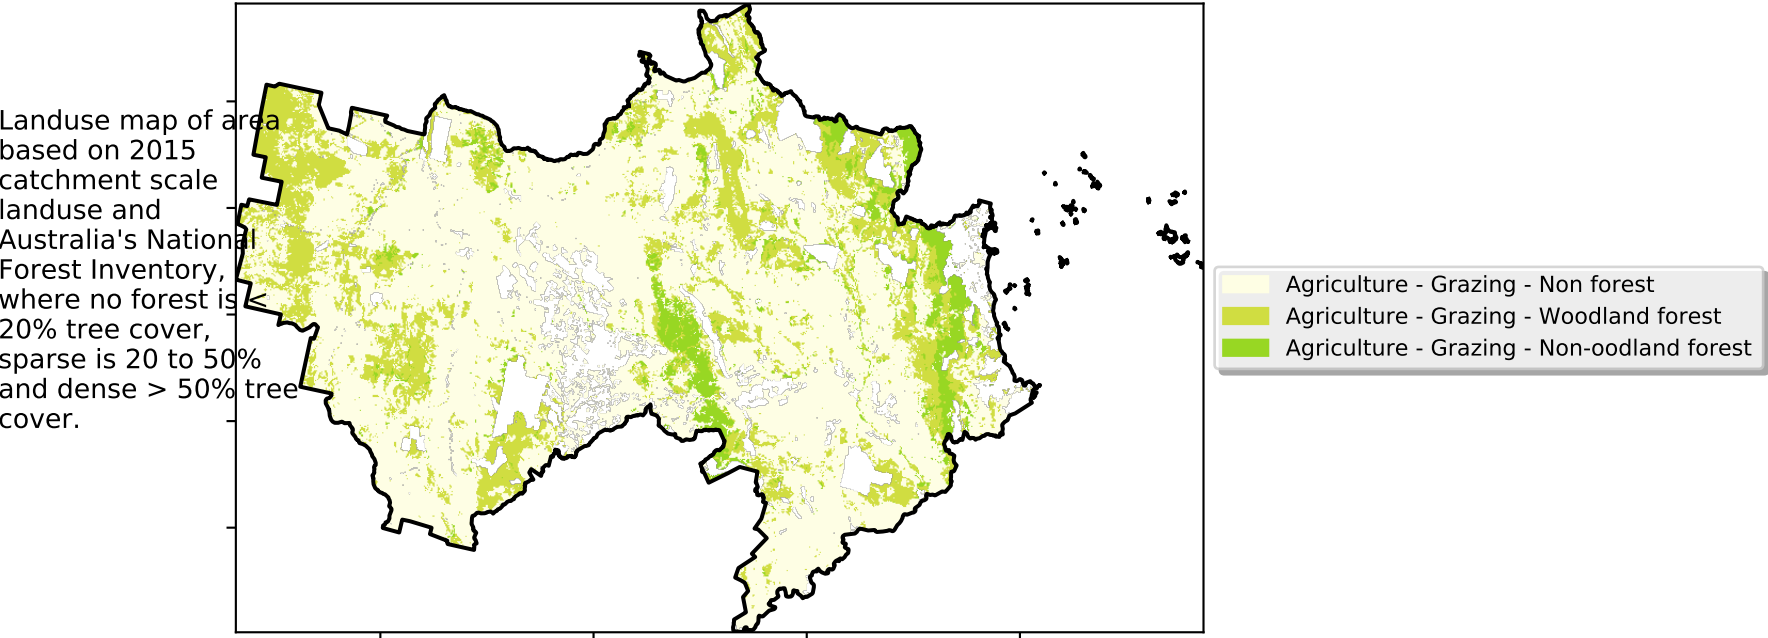 Landuse map of area
based on 2015
catchment scale
landuse and
Australia's National
Forest Inventory,
where no forest is <
20% tree cover,
sparse is 20 to 50%
and dense > 50% tree
cover.
Agriculture - Grazing - Non forest
Agriculture - Grazing - Woodland forest
Agriculture - Grazing - Non-oodland forest